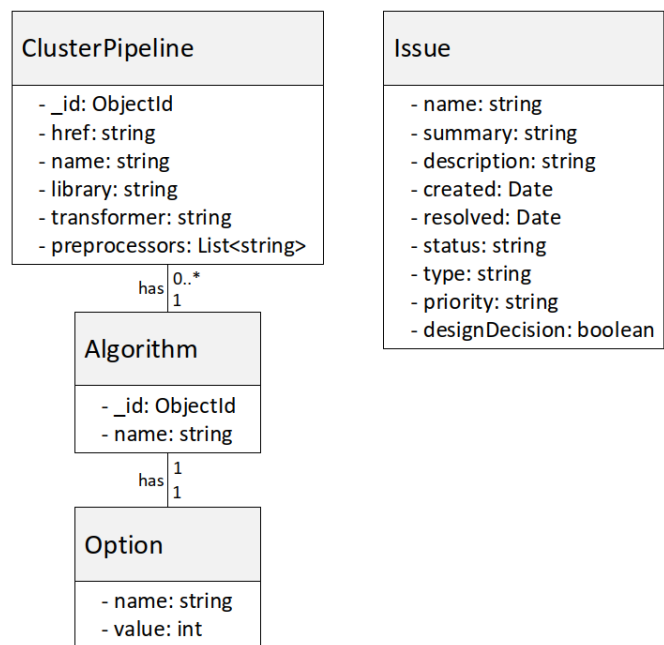 ClusterPipeline
- _id: ObjectId
- href: string
- name: string
- library: string
- transformer: string
- preprocessors: List<string>
has
0..*
1
Algorithm
- _id: ObjectId
- name: string
has
1
1
Option
- name: string
- value: int
Issue
- name: string
- summary: string
- description: string
- created: Date
- resolved: Date
- status: string
- type: string
- priority: string
- designDecision: boolean